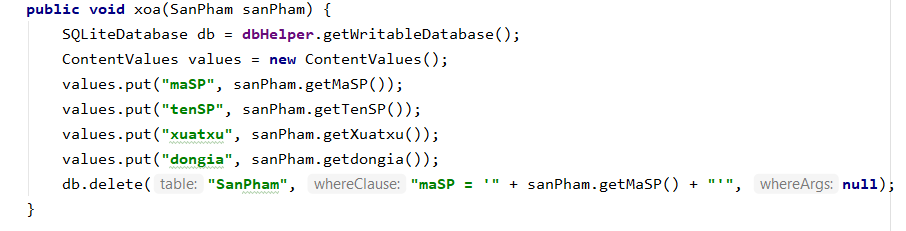 public void xoa(SanPham sanPham) {
    SQLiteDatabase db = dbHelper.getWritableDatabase();
    ContentValues values = new ContentValues();
    values.put("maSP", sanPham.getMaSP());
    values.put("tenSP", sanPham.getTenSP());
    values.put("xuatxu", sanPham.getXuatxu());
    values.put("dongia", sanPham.getdongia());
    db.delete( table: "SanPham", whereClause: "maSP = '" + sanPham.getMaSP() + "'", whereArgs: null);
}